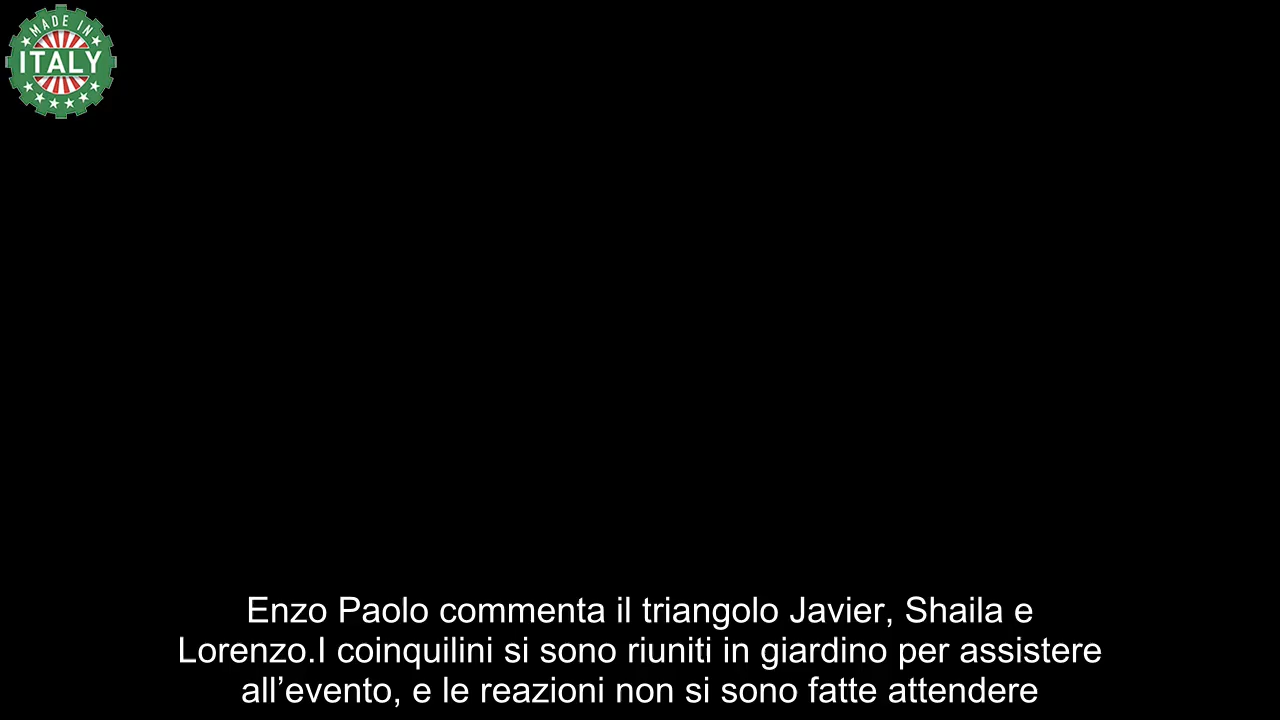 MADE IN
ITALY
Enzo Paolo commenta il triangolo Javier, Shaila e
Lorenzo.I coinquilini si sono riuniti in giardino per assistere
all’evento, e le reazioni non si sono fatte attendere